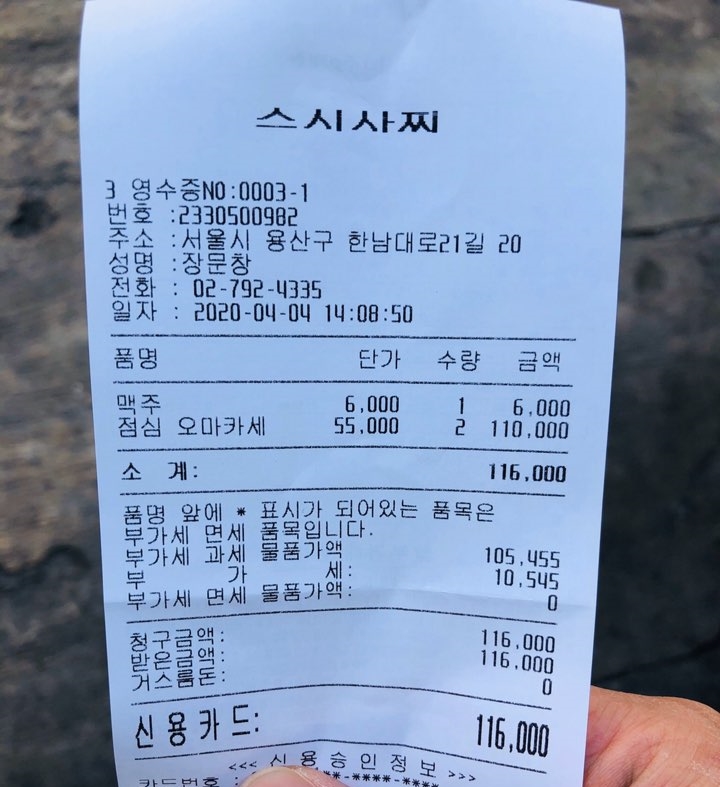 스시사찌
3 영수증NO:0003-1
번호 :2330500902
주소 :서울시 용산구 한남대로21길 20
성명 :장문창
전화 : 02-792-4335
일자 : 2020-04-04 14:08:50
품명 단가 수량 금액
맥주 6,000 1 6,000
점심 오마카세 55,000 2 110,000
소 계: 116,000
품명 앞에 * 표시가 되어있는 품목은
부가세 면세 품목입니다.
부가세 과세 물품가액 105,455
부 가 세: 10,545
부가세 면세 물품가액: 0
청구금액: 116,000
받은금액: 116,000
거스름돈: 0
신용카드: 116,000
<<< 신용승인정보 >>>
카드번호 : **-****-****